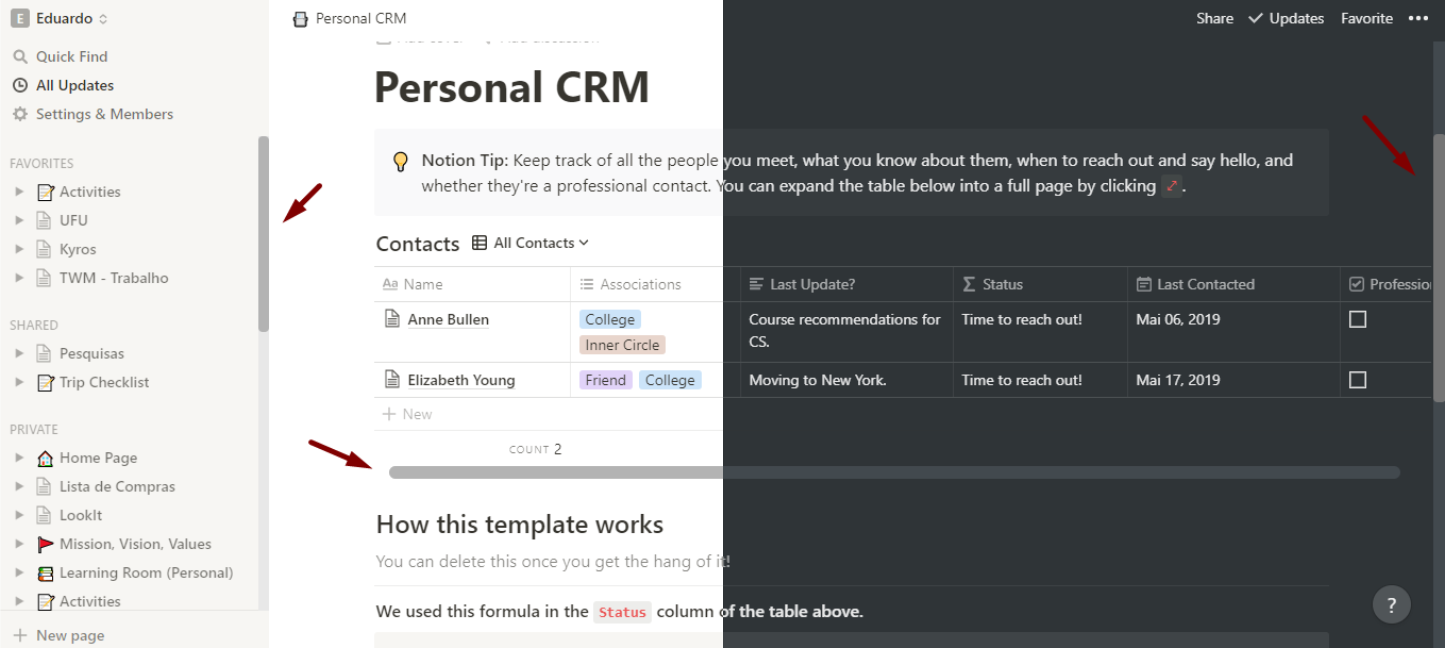 E Eduardo
Quick Find
All Updates
Settings & Members
FAVORITES
Activities
UFU
Kyros
TWM - Trabalho
SHARED
Pesquisas
Trip Checklist
PRIVATE
Home Page
Lista de Compras
LookIt
Mission, Vision, Values
Learning Room (Personal)
Activities
New page
Personal CRM
Share Updates Favorite
Personal CRM
Notion Tip: Keep track of all the people you meet, what you know about them, when to reach out and say hello, and
whether they're a professional contact. You can expand the table below into a full page by clicking .
Contacts All Contacts
Aa Name Associations Last Update? Σ Status Last Contacted Professio
Anne Bullen College Course recommendations for Time to reach out! Mai 06, 2019
Inner Circle CS.
Elizabeth Young Friend College Moving to New York. Time to reach out! Mai 17, 2019
+ New
COUNT 2
How this template works
You can delete this once you get the hang of it!
We used this formula in the Status column of the table above.
?